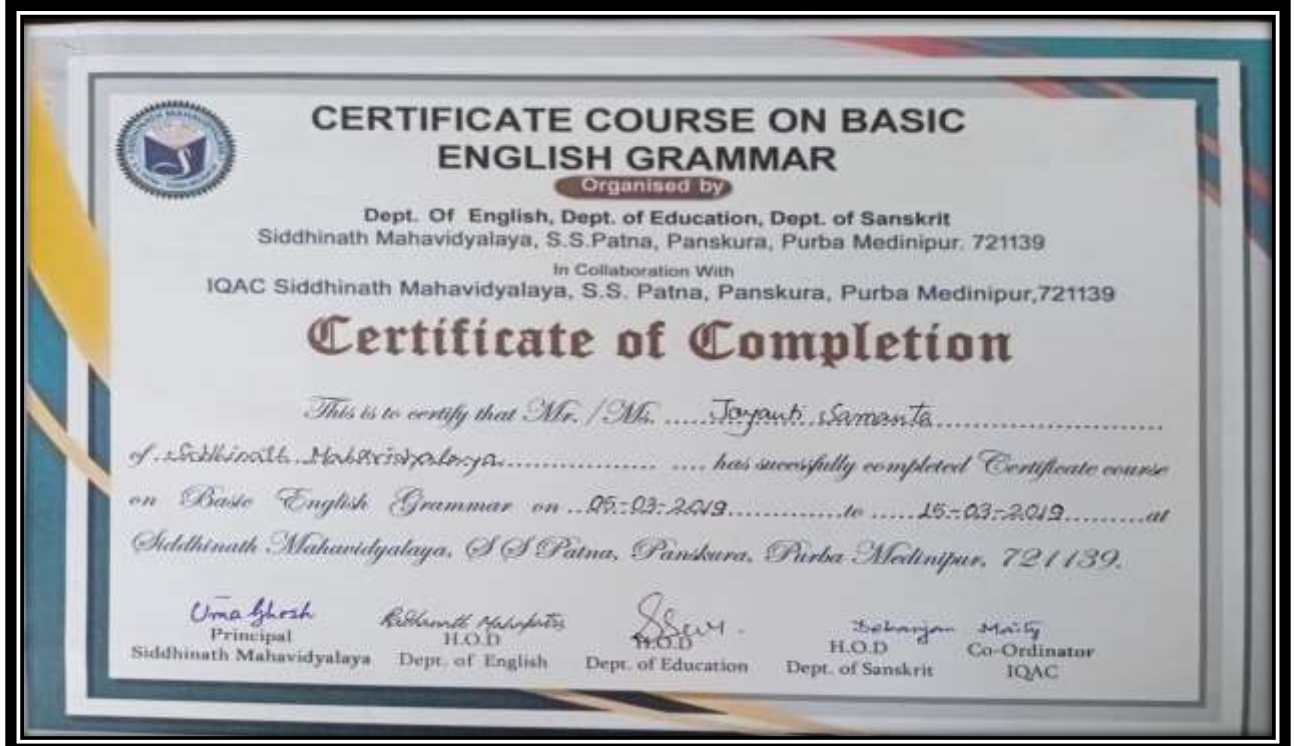 CERTIFICATE COURSE ON BASIC
ENGLISH GRAMMAR
Organised by
Dept. Of English, Dept. of Education, Dept. of Sanskrit
Siddhinath Mahavidyalaya, S.S.Patna, Panskura, Purba Medinipur. 721139
In Collaboration With
IQAC Siddhinath Mahavidyalaya, S.S. Patna, Panskura, Purba Medinipur,721139
Certificate of Completion
This is to certify that Mr. / Ms. Jayanti Samanta
of Siddhinath Mahavidyalaya has sucessfully completed Certificate course
on Basic English Grammar on 05-03-2019 to 15-03-2019 at
Siddhinath Mahavidyalaya, S S Patna, Panskura, Purba Medinipur, 721139.
Uma Ghosh Debanjan Maity
Principal H.O.D H.O.D H.O.D Co-Ordinator
Siddhinath Mahavidyalaya Dept. of English Dept. of Education Dept. of Sanskrit IQAC